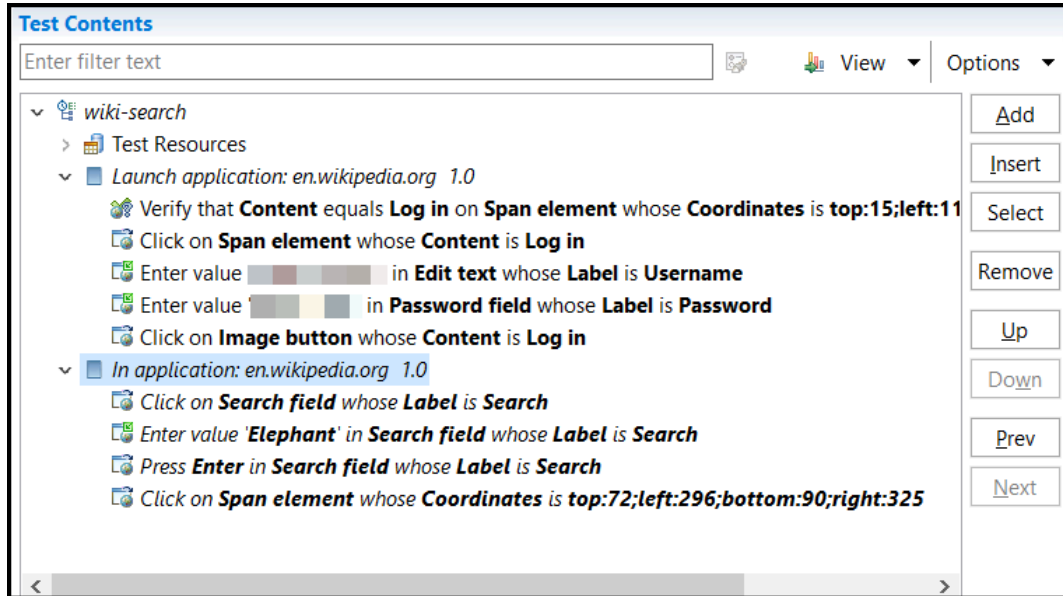 Test Contents
Enter filter text
View
Options
wiki-search
Test Resources
Launch application: en.wikipedia.org 1.0
Verify that Content equals Log in on Span element whose Coordinates is top:15;left:11
Click on Span element whose Content is Log in
Enter value in Edit text whose Label is Username
Enter value ' in Password field whose Label is Password
Click on Image button whose Content is Log in
In application: en.wikipedia.org 1.0
Click on Search field whose Label is Search
Enter value 'Elephant' in Search field whose Label is Search
Press Enter in Search field whose Label is Search
Click on Span element whose Coordinates is top:72;left:296;bottom:90;right:325
Add
Insert
Select
Remove
Up
Down
Prev
Next